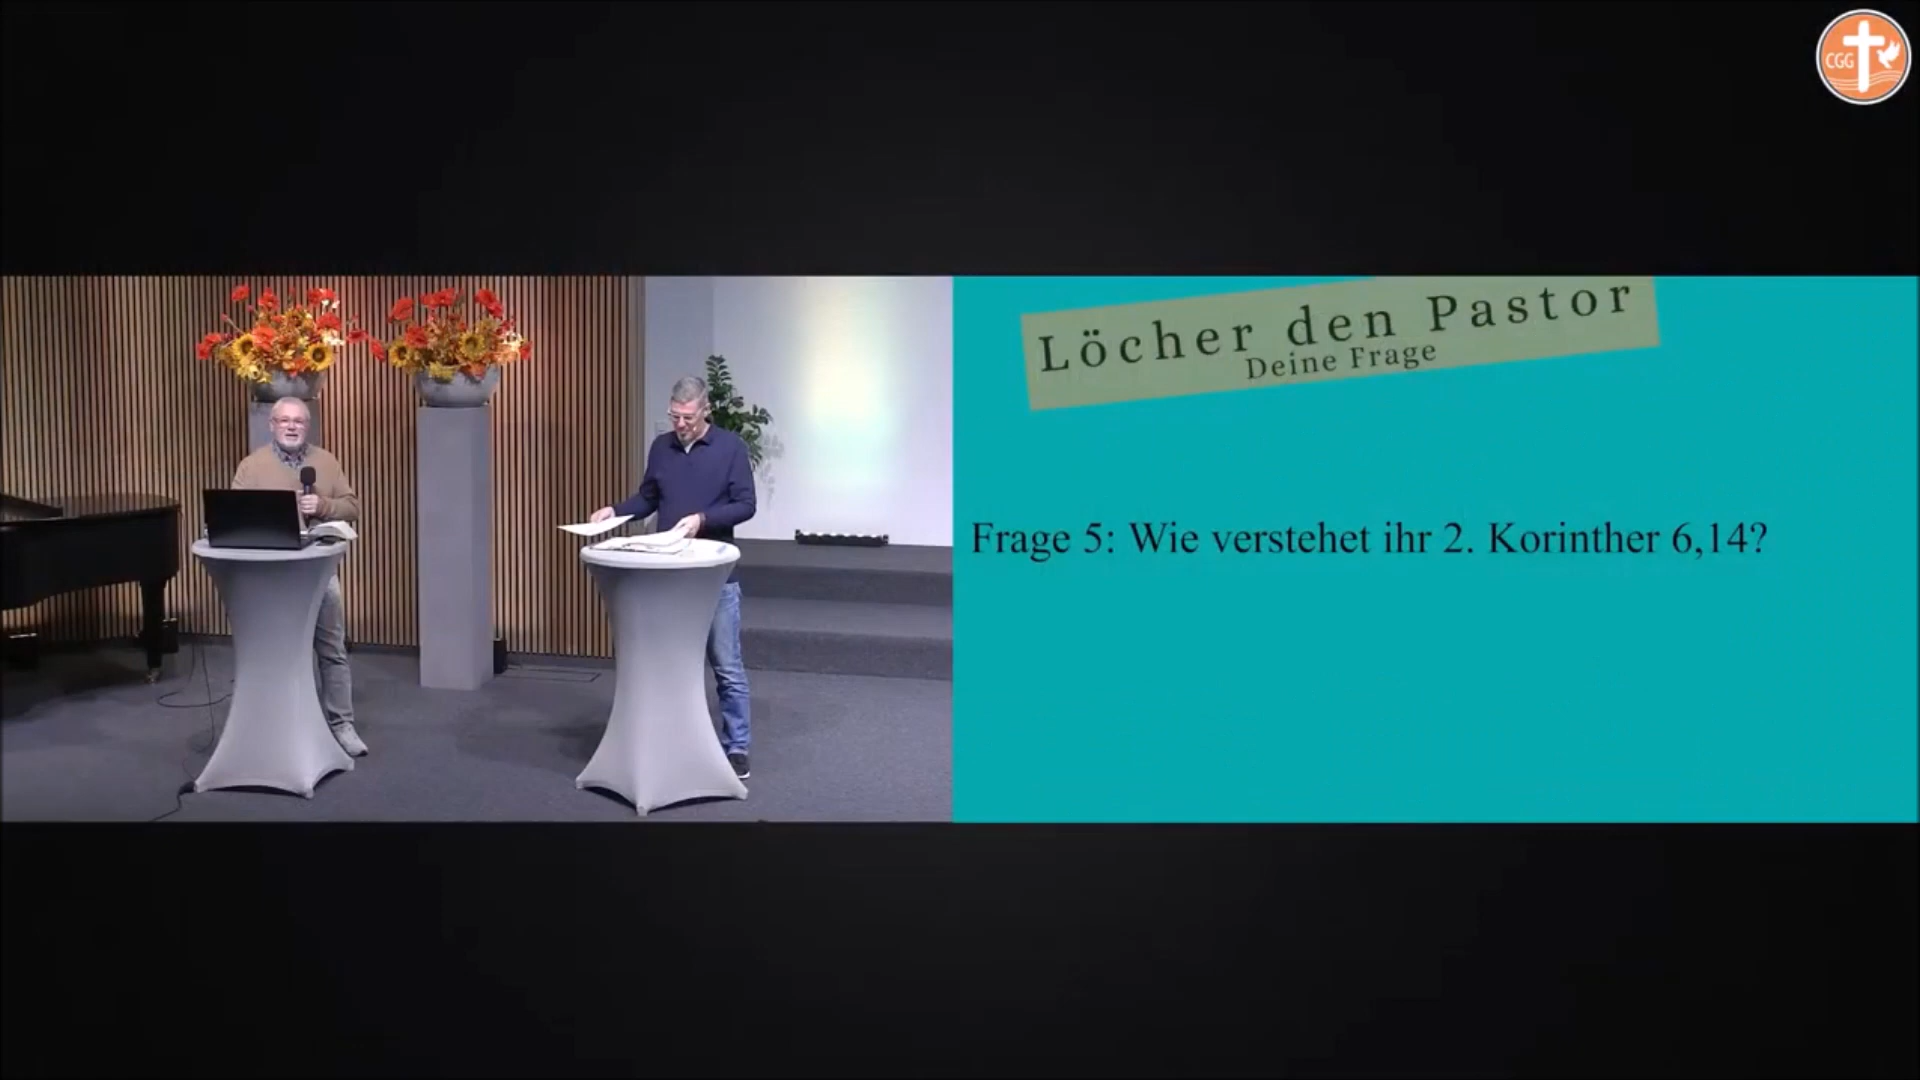 CGG
Löcher den Pastor
Deine Frage
Frage 5: Wie verstehet ihr 2. Korinther 6,14?